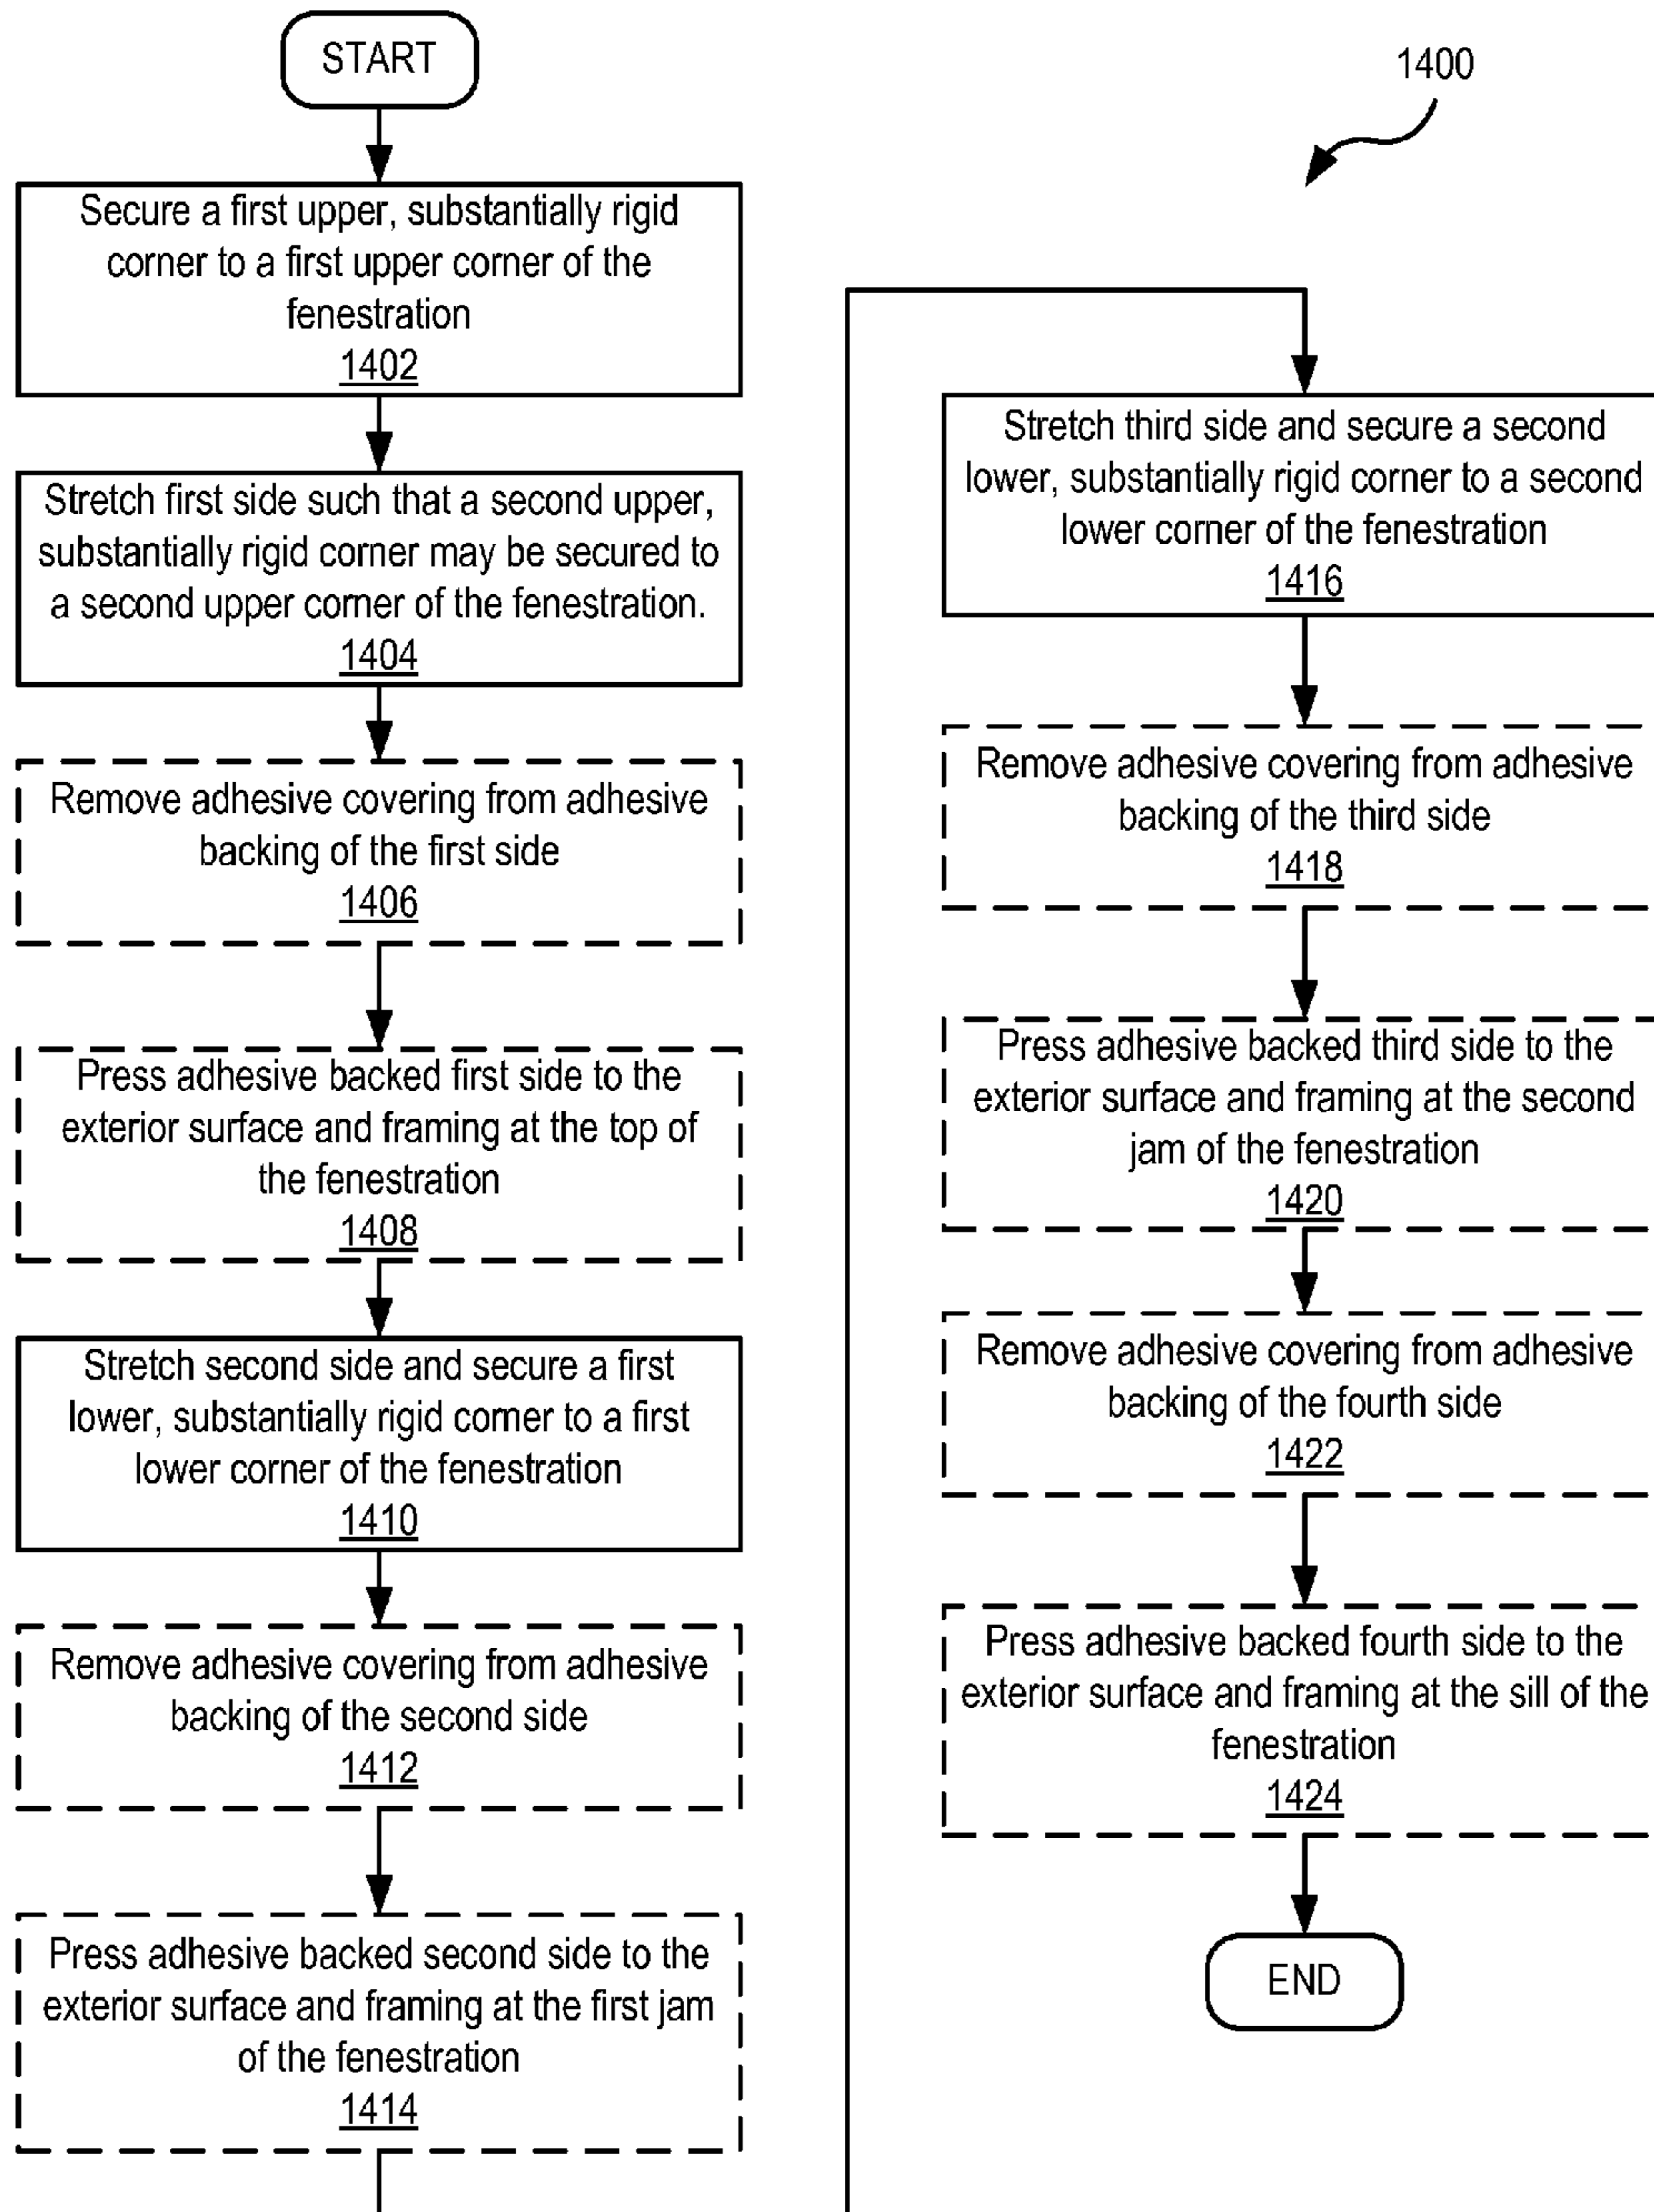 START
Secure a first upper, substantially rigid
corner to a first upper corner of the
fenestration
1402
Stretch first side such that a second upper,
substantially rigid corner may be secured to
a second upper corner of the fenestration.
1404
Remove adhesive covering from adhesive
backing of the first side
1406
Press adhesive backed first side to the
exterior surface and framing at the top of
the fenestration
1408
Stretch second side and secure a first
lower, substantially rigid corner to a first
lower corner of the fenestration
1410
Remove adhesive covering from adhesive
backing of the second side
1412
Press adhesive backed second side to the
exterior surface and framing at the first jam
of the fenestration
1414
1400
Stretch third side and secure a second
lower, substantially rigid corner to a second
lower corner of the fenestration
1416
Remove adhesive covering from adhesive
backing of the third side
1418
Press adhesive backed third side to the
exterior surface and framing at the second
jam of the fenestration
1420
Remove adhesive covering from adhesive
backing of the fourth side
1422
Press adhesive backed fourth side to the
exterior surface and framing at the sill of the
fenestration
1424
END